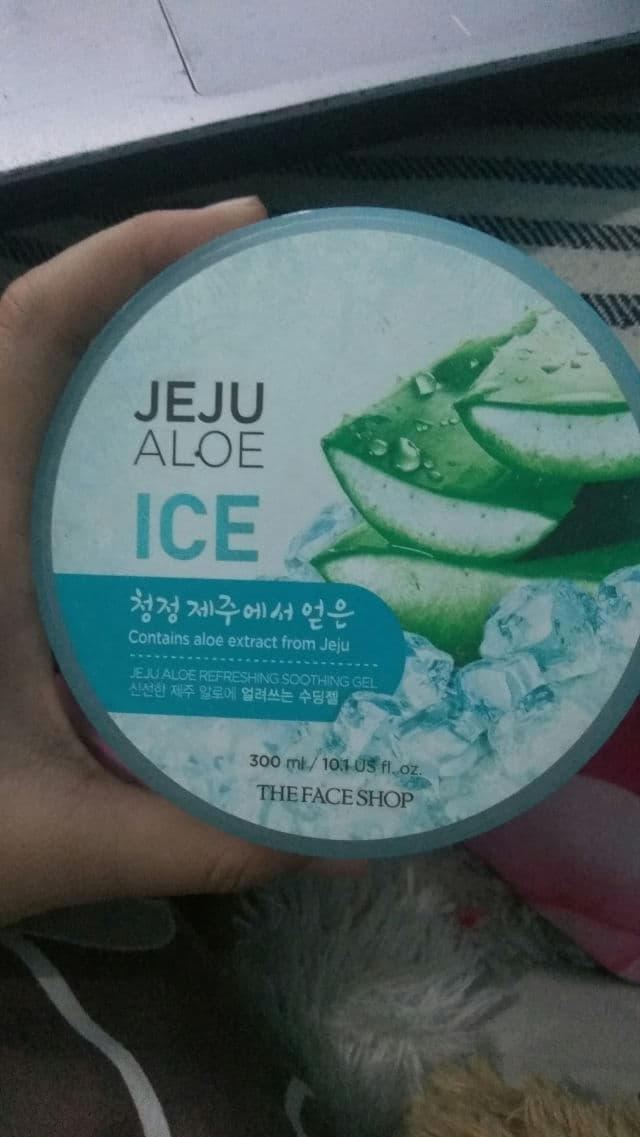 JEJU
ALOE
ICE
청정 제주에서 얻은
Contains aloe extract from Jeju
JEJU ALOE REFRESHING SOOTHING GEL
신선한 제주 알로에 얼려쓰는 수딩젤
300 ml / 10.1 US fl. oz.
THE FACE SHOP